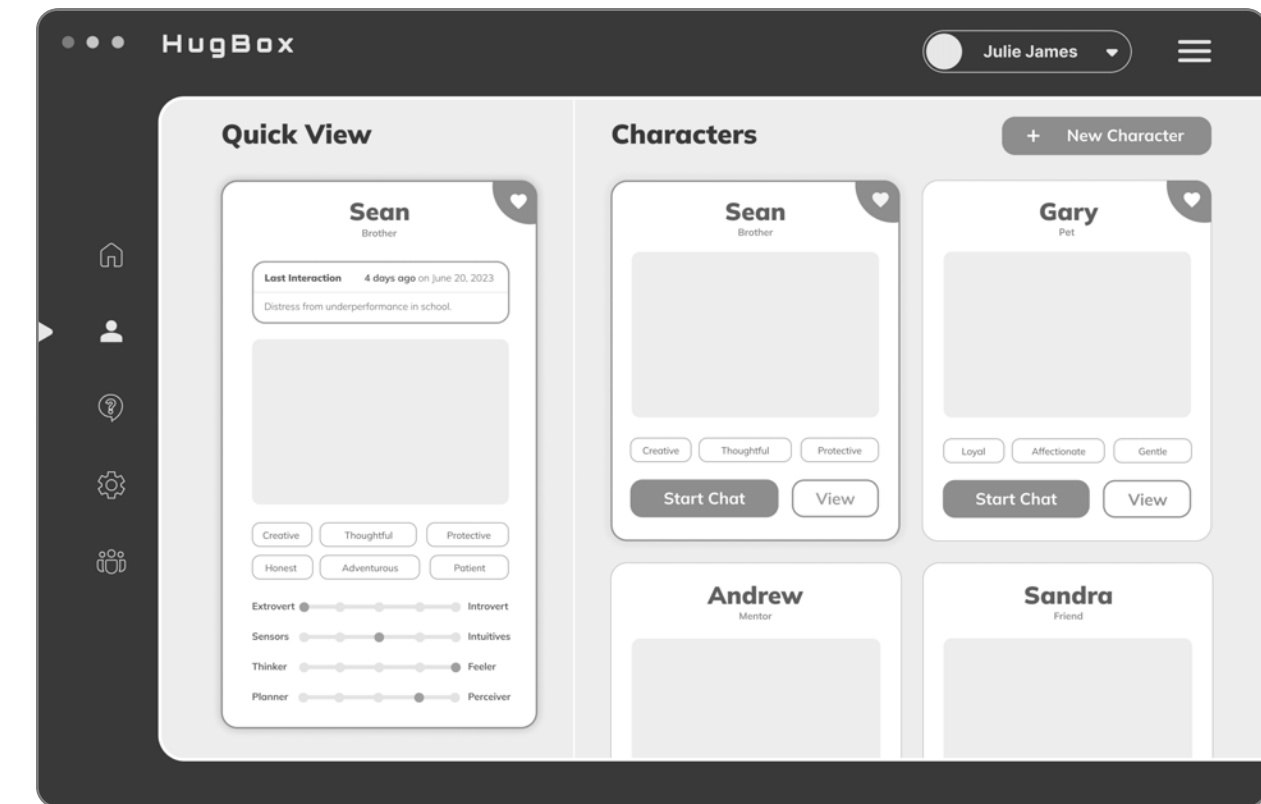 HugBox
Julie James
Quick View
Sean
Brother
Last Interaction 4 days ago on June 20, 2023
Distress from underperformance in school.
Creative Thoughtful Protective
Honest Adventurous Patient
Extrovert Introvert
Sensors Intuitives
Thinker Feeler
Planner Perceiver
Characters
+ New Character
Sean
Brother
Creative Thoughtful Protective
Start Chat View
Gary
Pet
Loyal Affectionate Gentle
Start Chat View
Andrew
Mentor
Sandra
Friend